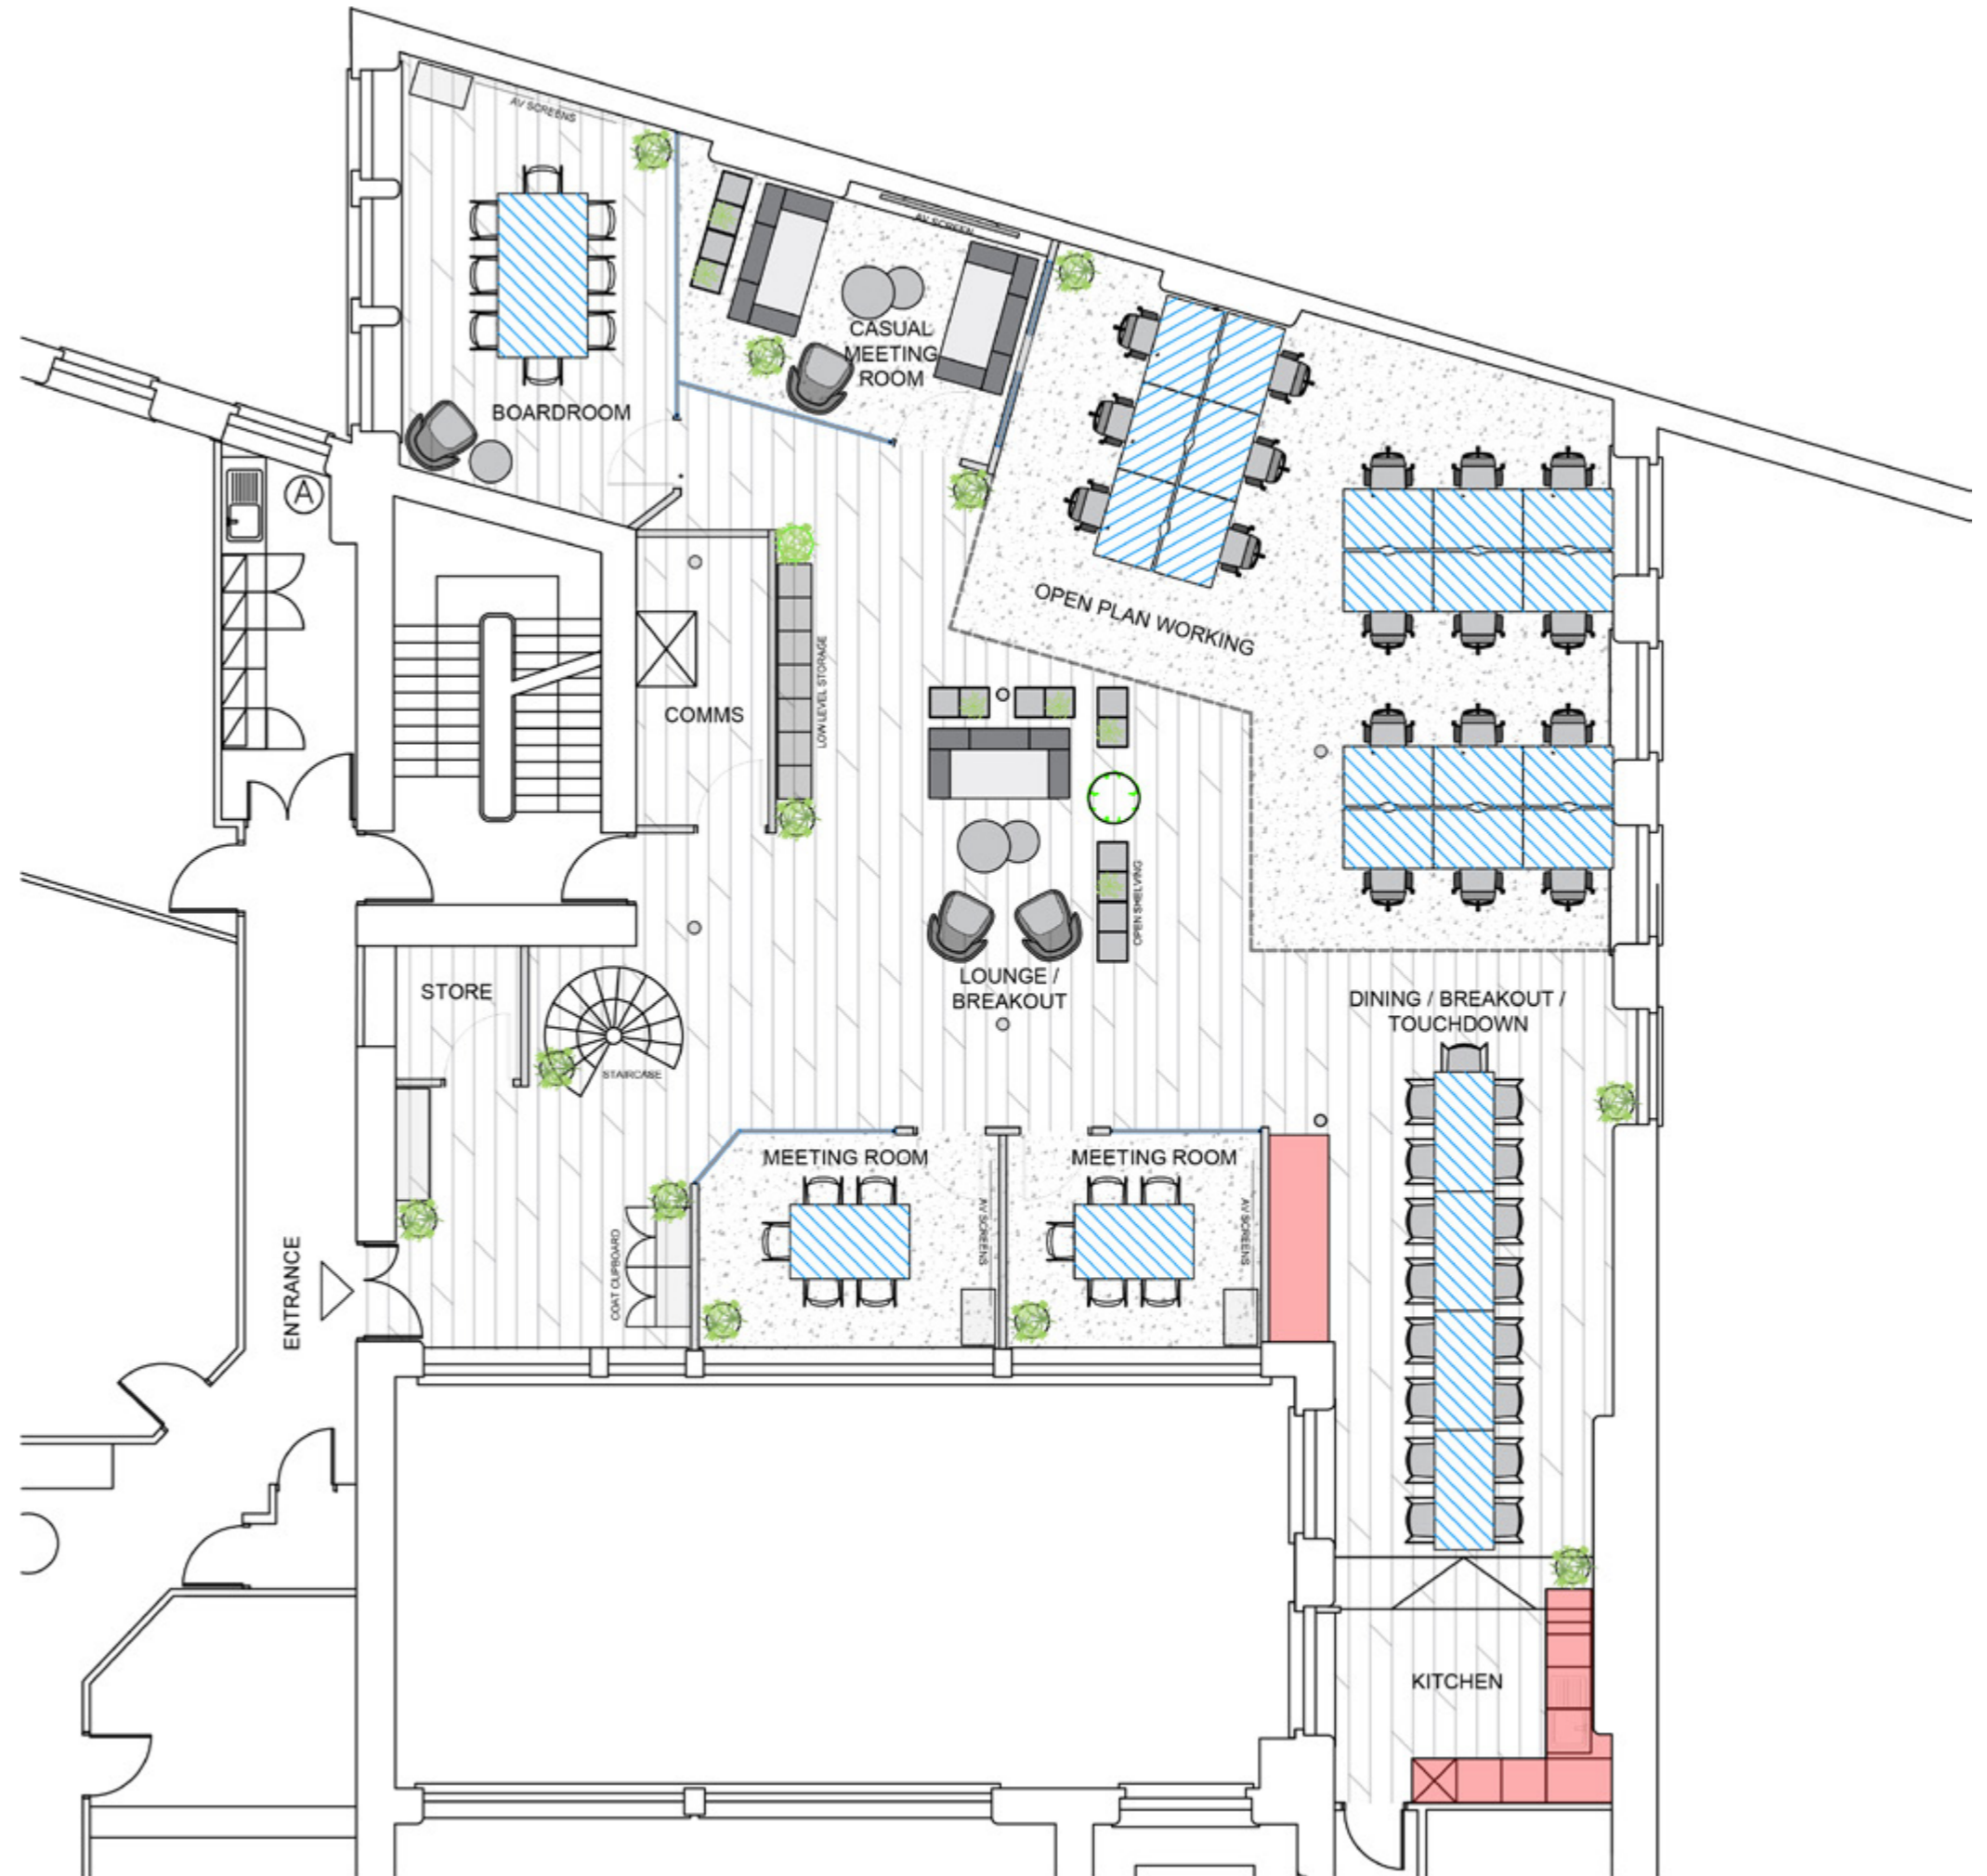 AV SCREENS
AV SCREEN
CASUAL
MEETING
ROOM
BOARDROOM
A
OPEN PLAN WORKING
LOW LEVEL STORAGE
COMMS
OPEN SHELVING
LOUNGE /
BREAKOUT
STORE
STAIRCASE
DINING / BREAKOUT /
TOUCHDOWN
MEETING ROOM
MEETING ROOM
AV SCREENS
AV SCREENS
COAT CUPBOARD
ENTRANCE
KITCHEN